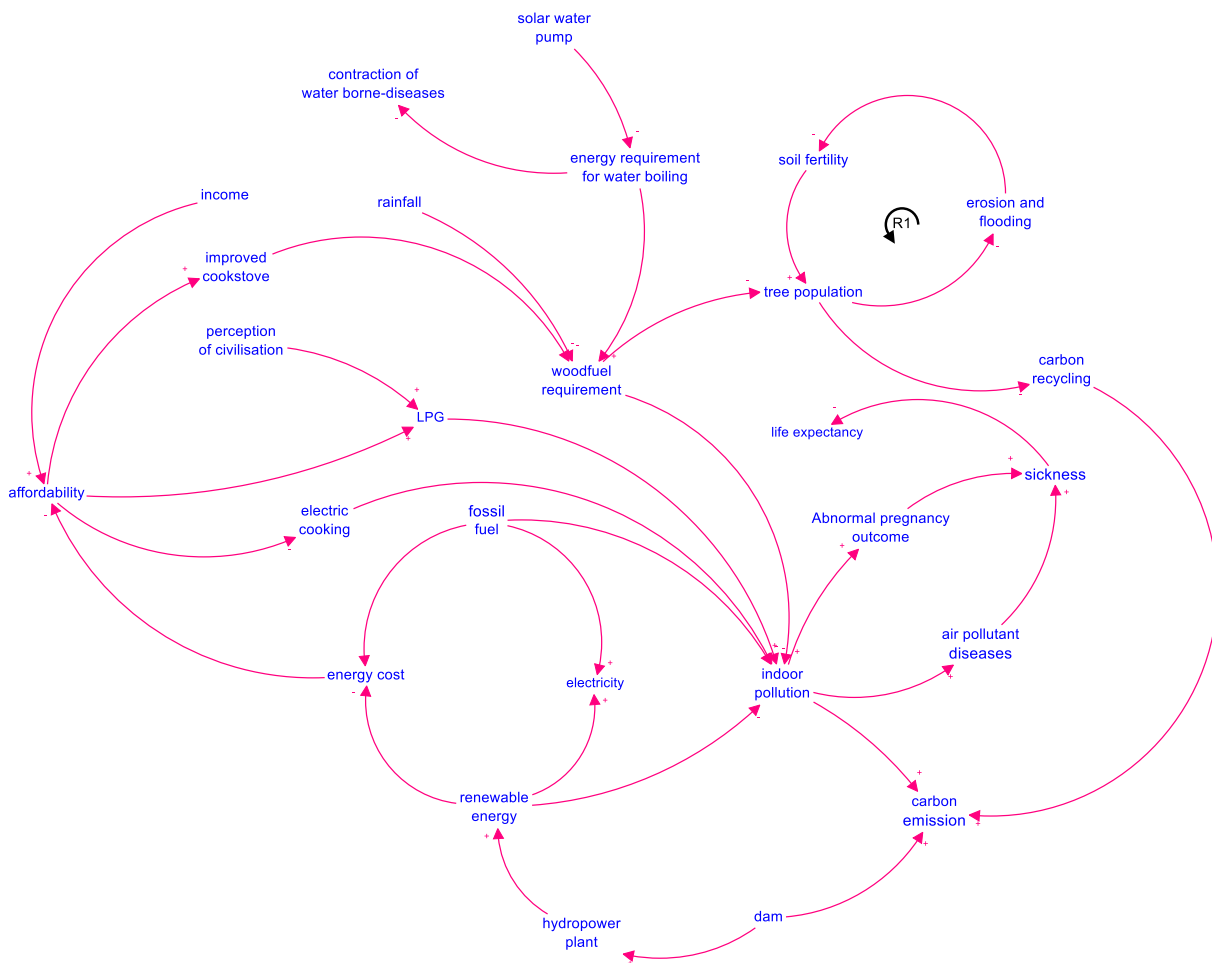 solar water
pump
contraction of
water borne-diseases
-
-
energy requirement
for water boiling
-
soil fertility
income
rainfall
erosion and
flooding
R1
-
improved
cookstove
+
-
+
tree population
perception
of civilisation
- -
+
woodfuel
requirement
carbon
recycling
-
+
LPG
+
-
life expectancy
+
sickness
+
+
affordability
-
electric
cooking
-
fossil
fuel
Abnormal pregnancy
outcome
+
air pollutant
diseases
+
+
-
+
indoor
pollution
+
energy cost
-
electricity
+
+
-
renewable
energy
+
+
carbon
emission
+
+
dam
hydropower
plant
-